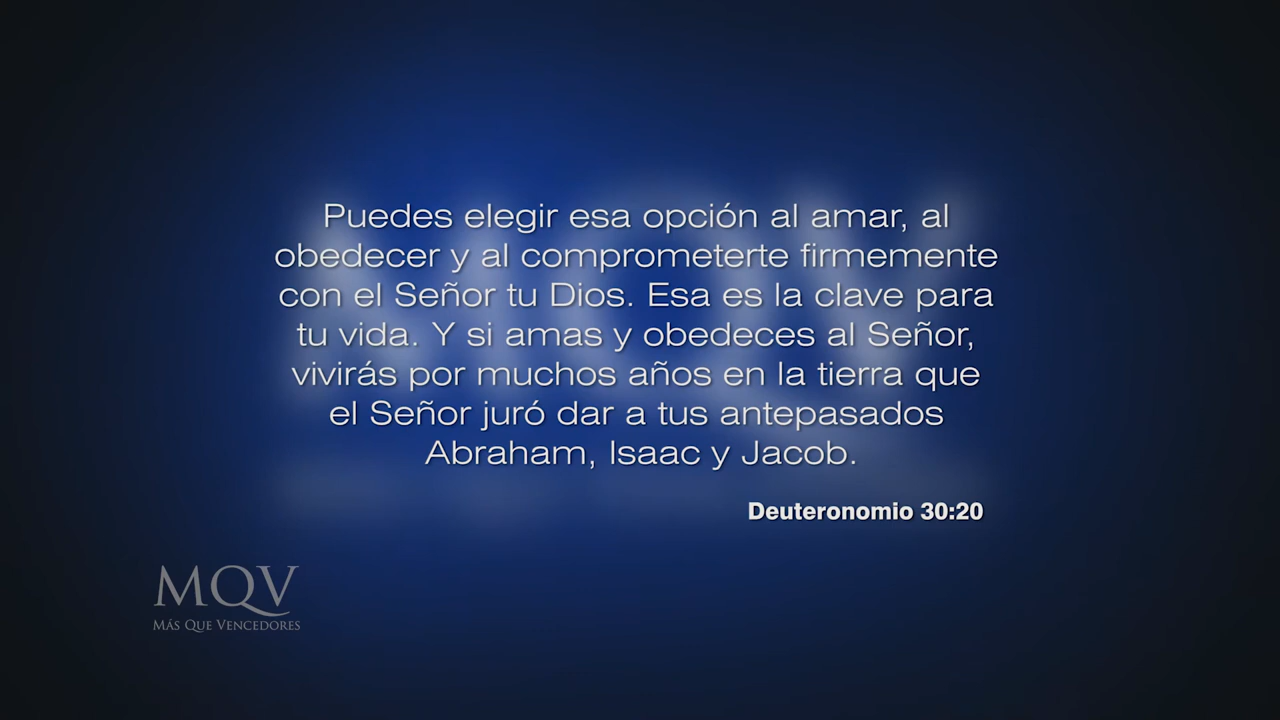 Puedes elegir esa opción al amar, al
obedecer y al comprometerte firmemente
con el Señor tu Dios. Esa es la clave para
tu vida. Y si amas y obedeces al Señor,
vivirás por muchos años en la tierra que
el Señor juró dar a tus antepasados
Abraham, Isaac y Jacob.
Deuteronomio 30:20
MQV
Más Que Vencedores